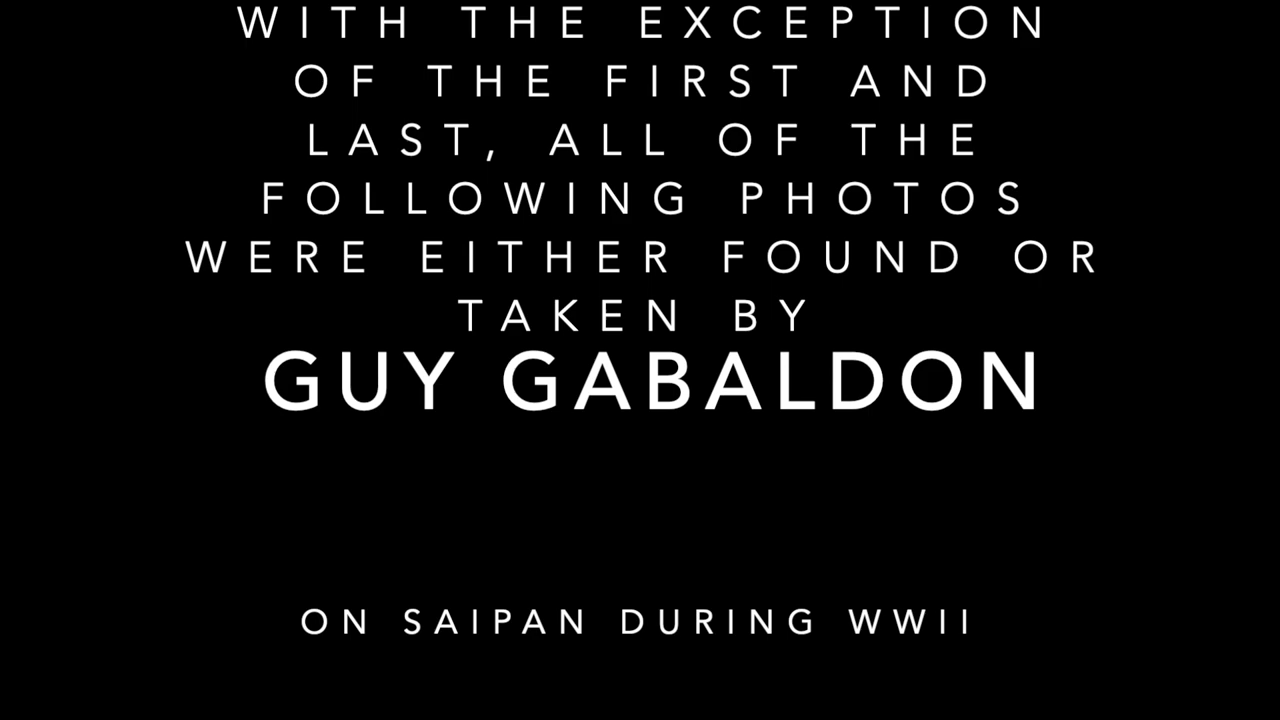 WITH THE EXCEPTION
OF THE FIRST AND
LAST, ALL OF THE
FOLLOWING PHOTOS
WERE EITHER FOUND OR
TAKEN BY
GUY GABALDON
ON SAIPAN DURING WWII